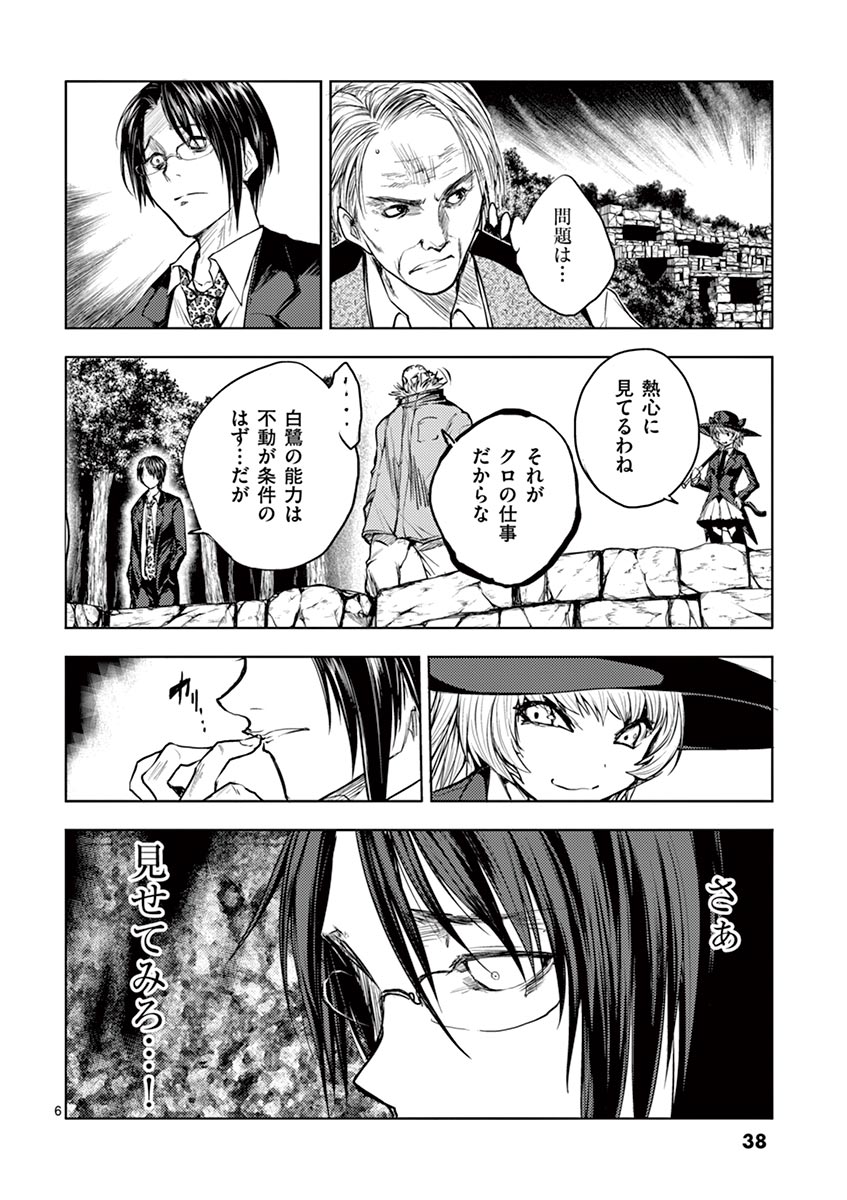 問題は…
熱心に
見てるわね
それが
クロの仕事
だからな
・・・・・
白鷺の能力は
不動が条件の
はず…だが
カリ…
さぁ
見せてみろ…！
6
38